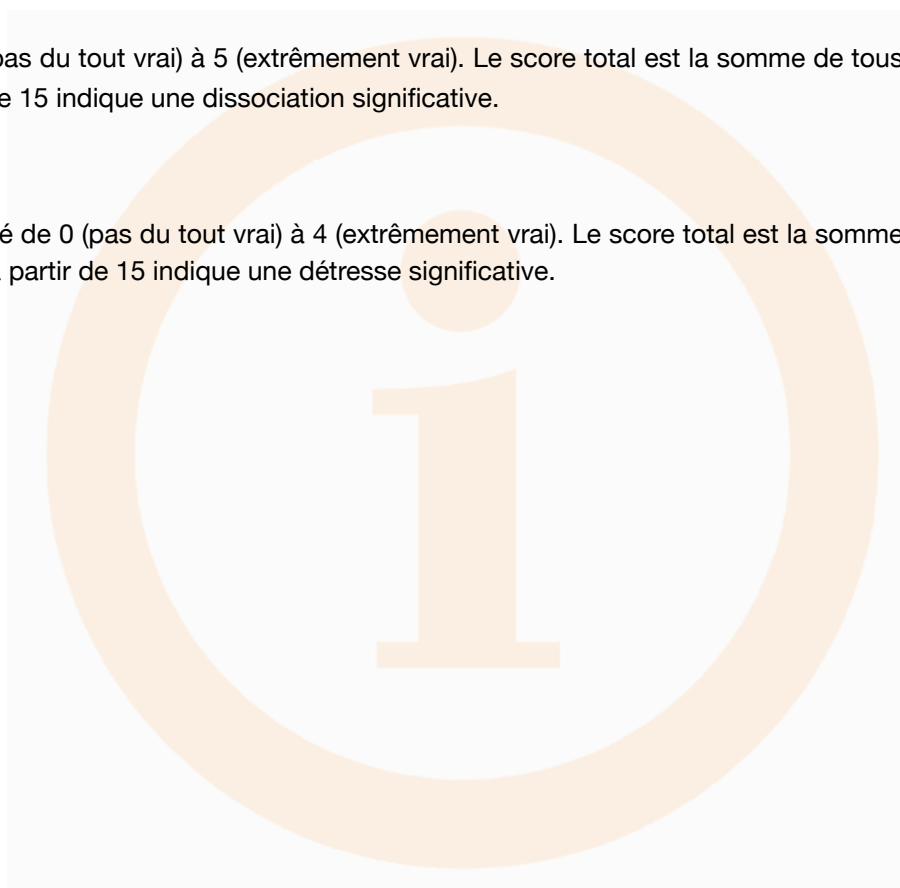 pas du tout vrai) à 5 (extrêmement vrai). Le score total est la somme de tous
e 15 indique une dissociation significative.
é de 0 (pas du tout vrai) à 4 (extrêmement vrai). Le score total est la somme
partir de 15 indique une détresse significative.